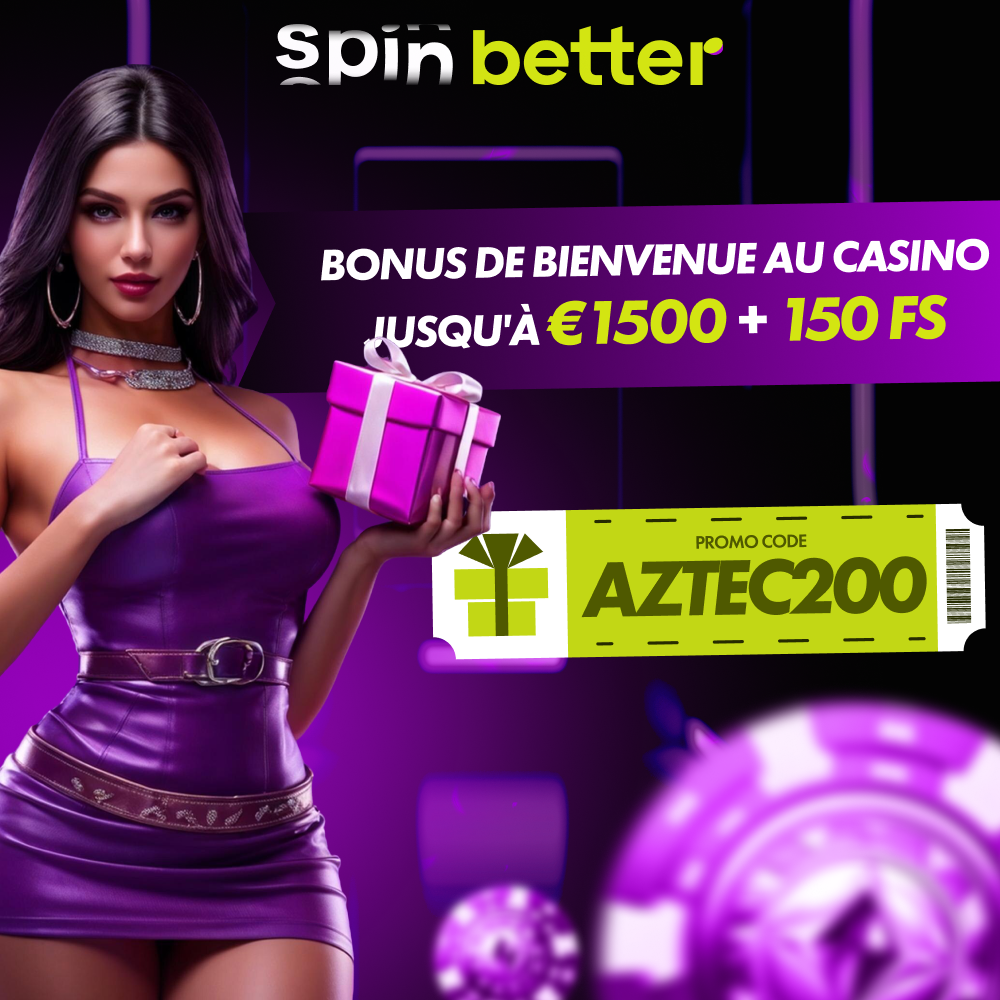 spin better
BONUS DE BIENVENUE AU CASINO
JUSQU'À €1500 + 150 FS
PROMO CODE
AZTEC200